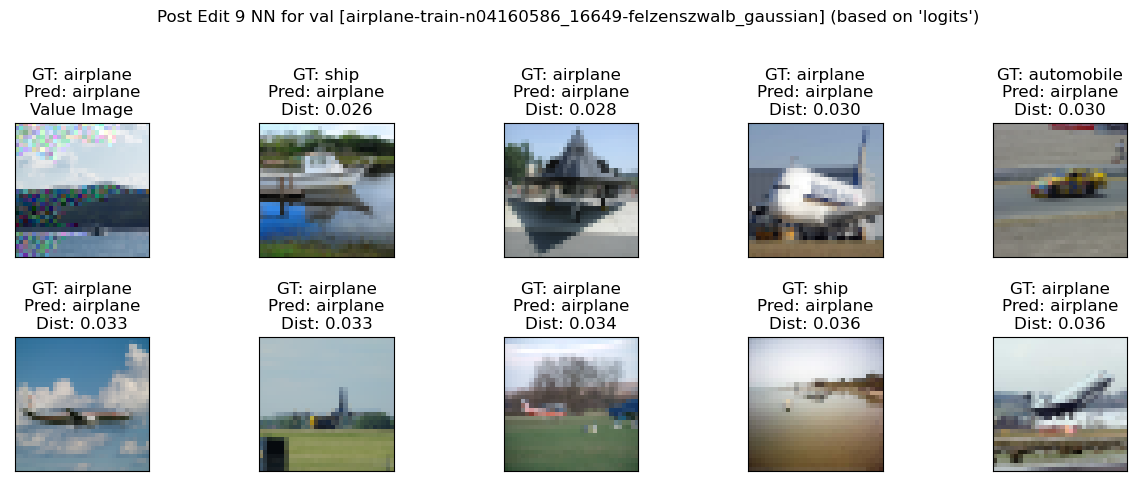 Post Edit 9 NN for val [airplane-train-n04160586_16649-felzenszwalb_gaussian] (based on 'logits')
GT: airplane
Pred: airplane
Value Image
GT: ship
Pred: airplane
Dist: 0.026
GT: airplane
Pred: airplane
Dist: 0.028
GT: airplane
Pred: airplane
Dist: 0.030
GT: automobile
Pred: airplane
Dist: 0.030
GT: airplane
Pred: airplane
Dist: 0.033
GT: airplane
Pred: airplane
Dist: 0.033
GT: airplane
Pred: airplane
Dist: 0.034
GT: ship
Pred: airplane
Dist: 0.036
GT: airplane
Pred: airplane
Dist: 0.036